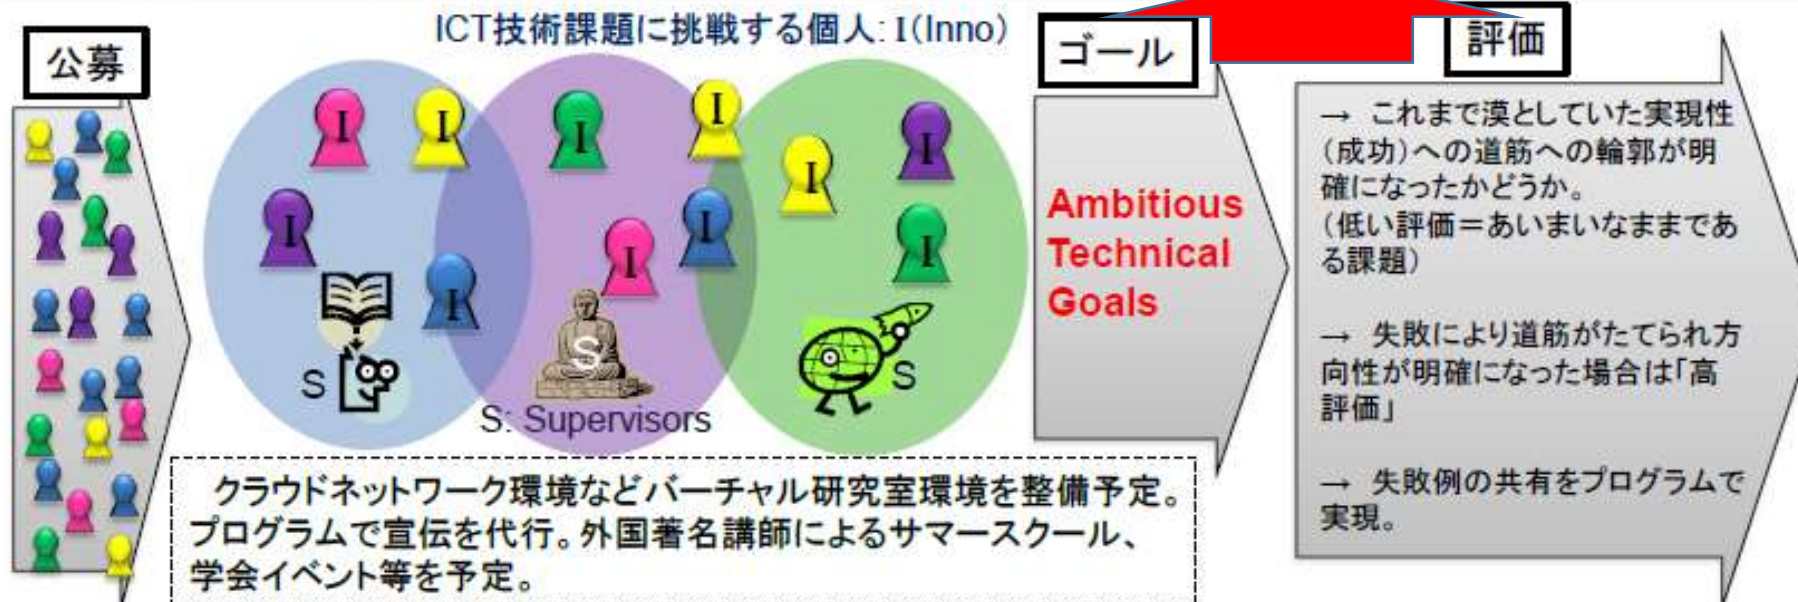 ICT技術課題に挑戦する個人：I（Inno）
公募
I
I
I
I
I
I
I
I
I
I
I
S
S
S
S: Supervisors
クラウドネットワーク環境などバーチャル研究室環境を整備予定。
プログラムで宣伝を代行。外国著名講師によるサマースクール、
学会イベント等を予定。
ゴール
Ambitious
Technical
Goals
評価
→ これまで漠としていた実現性
（成功）への道筋への輪郭が明
確になったかどうか。
（低い評価＝あいまいなままであ
る課題）
→ 失敗により道筋がたてられ方
向性が明確になった場合は「高
評価」
→ 失敗例の共有をプログラムで
実現。